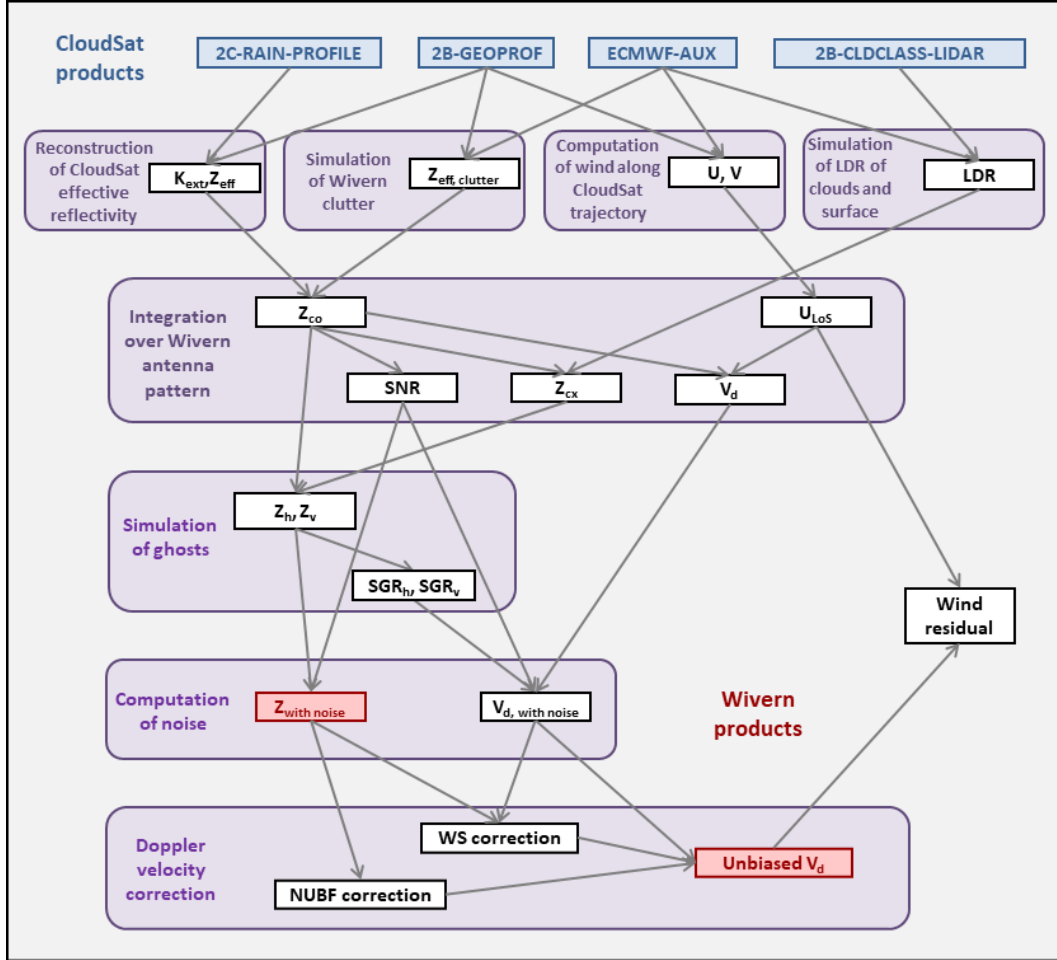 CloudSat
products
2C-RAIN-PROFILE
2B-GEOPROF
ECMWF-AUX
2B-CLDCLASS-LIDAR
Reconstruction
of CloudSat
effective
reflectivity
Kext,Zeff
Simulation
of Wivern
clutter
Zeff, clutter
Computation
of wind along
CloudSat
trajectory
U, V
Simulation
of LDR of
clouds and
surface
LDR
Integration
over Wivern
antenna
pattern
Zco
ULoS
SNR
Zcx
Vd
Simulation
of ghosts
Zh, Zv
SGRh, SGRv
Wind
residual
Computation
of noise
Zwith noise
Vd, with noise
Wivern
products
Doppler
velocity
correction
WS correction
Unbiased Vd
NUBF correction